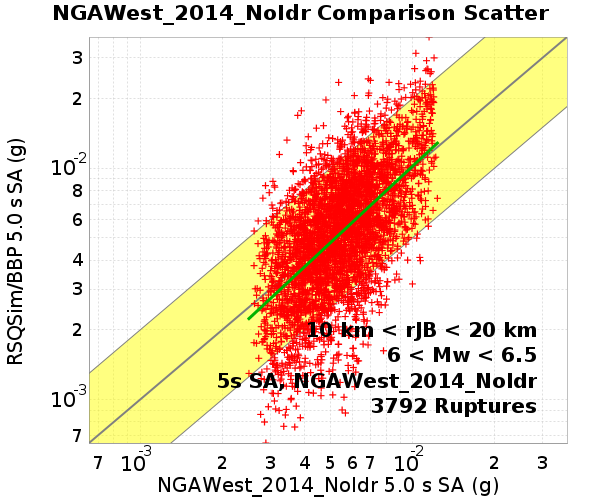 NGAWest_2014_NoIdr Comparison Scatter
3
2
10-2
8
6
4
3
2
10-3
7
RSQSim/BBP 5.0 s SA (g)
10 km < rJB < 20 km
6 < Mw < 6.5
5s SA, NGAWest_2014_NoIdr
3792 Ruptures
7 10-3 2 3 4 5 6 7 10-2 2 3
NGAWest_2014_NoIdr 5.0 s SA (g)